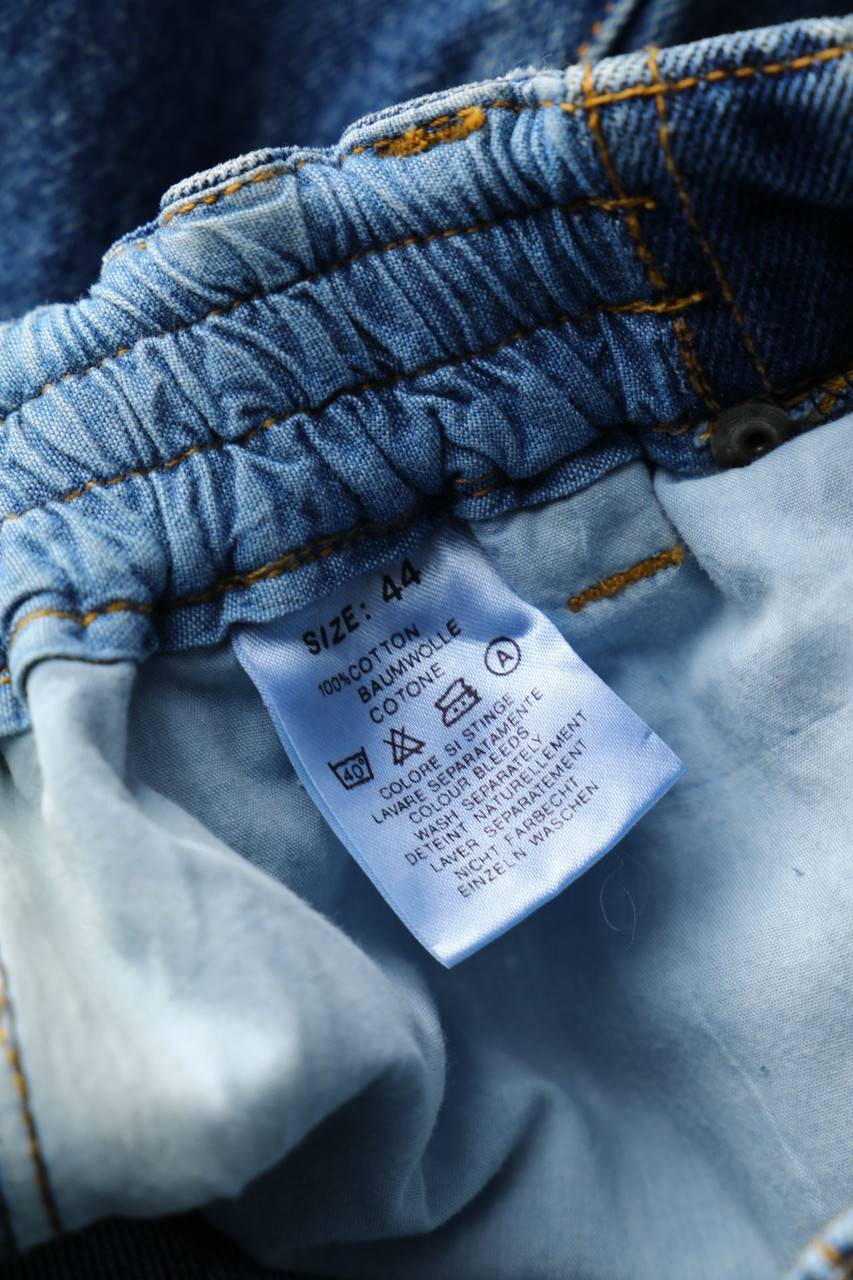 SIZE: 44
100%COTTON
BAUMWOLLE
COTONE
A
40°
COLORE SI STINGE
LAVARE SEPARATAMENTE
COLOUR BLEEDS
WASH SEPARATELY
DETEINT NATURELLEMENT
LAVER SEPARATEMENT
NICHT FARBECHT
EINZELN WASCHEN